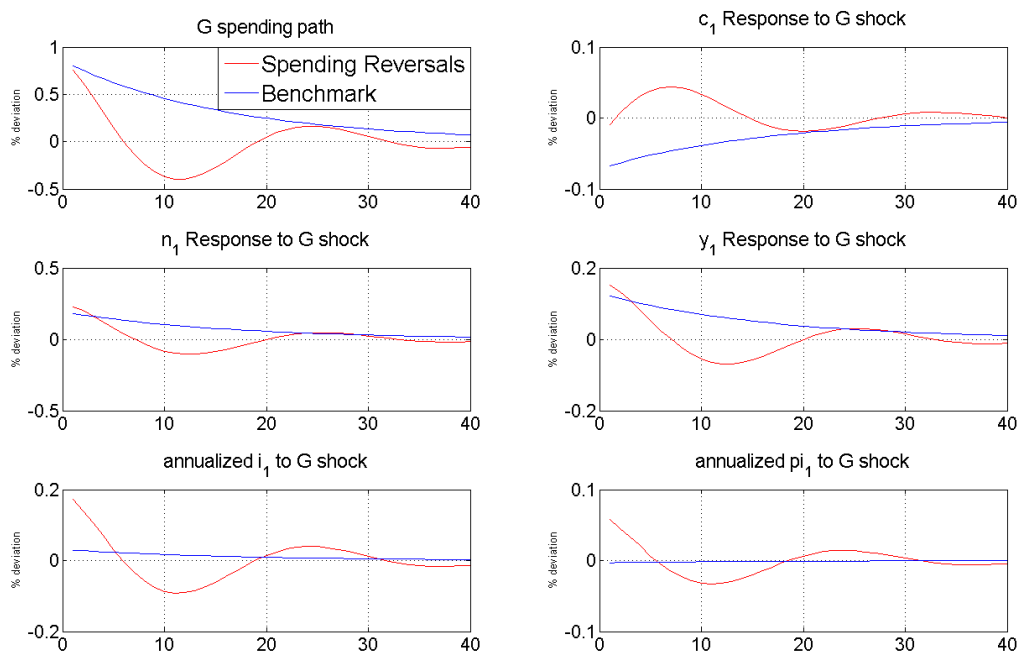 G spending path
1
0.5
0
-0.5
% deviation
Spending Reversals
Benchmark
0 10 20 30 40
c1 Response to G shock
0.1
0
-0.1
% deviation
0 10 20 30 40
n1 Response to G shock
0.5
0
-0.5
% deviation
0 10 20 30 40
y1 Response to G shock
0.2
0
-0.2
% deviation
0 10 20 30 40
annualized i1 to G shock
0.2
0
-0.2
% deviation
0 10 20 30 40
annualized pi1 to G shock
0.1
0
-0.1
% deviation
0 10 20 30 40